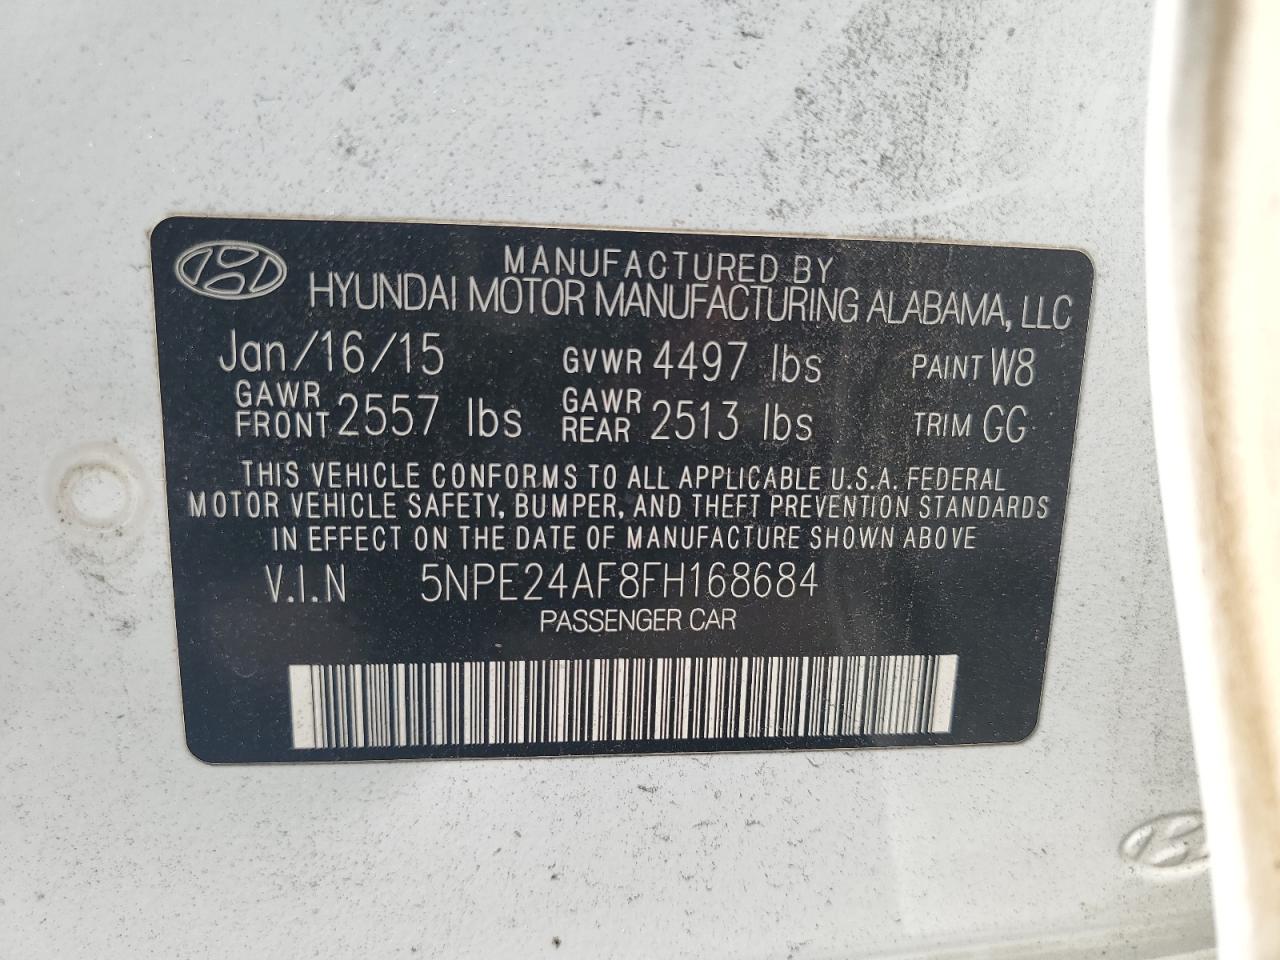 MANUFACTURED BY
HYUNDAI MOTOR MANUFACTURING ALABAMA, LLC
Jan/16/15 GVWR 4497 lbs PAINT W8
GAWR FRONT 2557 lbs GAWR REAR 2513 lbs TRIM GG
THIS VEHICLE CONFORMS TO ALL APPLICABLE U.S.A. FEDERAL
MOTOR VEHICLE SAFETY, BUMPER, AND THEFT PREVENTION STANDARDS
IN EFFECT ON THE DATE OF MANUFACTURE SHOWN ABOVE
V.I.N 5NPE24AF8FH168684
PASSENGER CAR